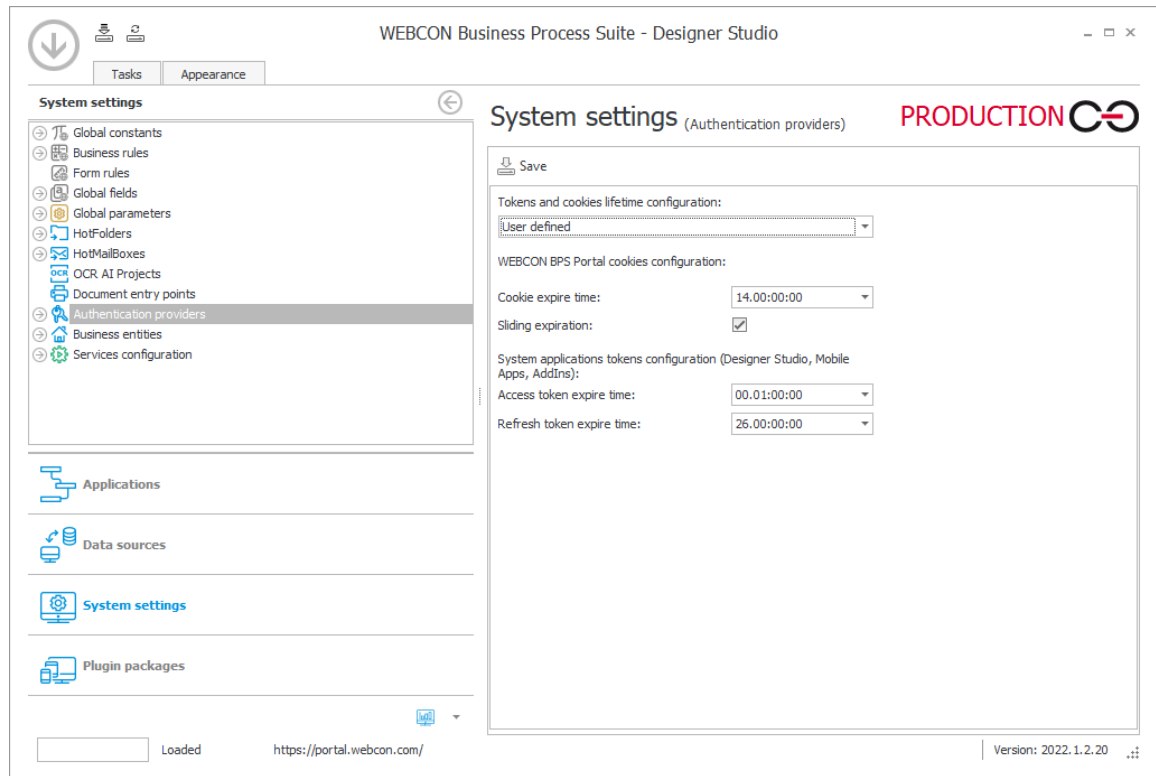 WEBCON Business Process Suite - Designer Studio
Tasks
Appearance
System settings
Global constants
Business rules
Form rules
Global fields
Global parameters
HotFolders
HotMailBoxes
OCR
OCR AI Projects
Document entry points
Authentication providers
Business entities
Services configuration
Applications
Data sources
System settings
Plugin packages
System settings (Authentication providers)
PRODUCTION
Save
Tokens and cookies lifetime configuration:
User defined
WEBCON BPS Portal cookies configuration:
Cookie expire time: 14.00:00:00
Sliding expiration:
System applications tokens configuration (Designer Studio, Mobile
Apps, AddIns):
Access token expire time: 00.01:00:00
Refresh token expire time: 26.00:00:00
Loaded
https://portal.webcon.com/
Version: 2022.1.2.20